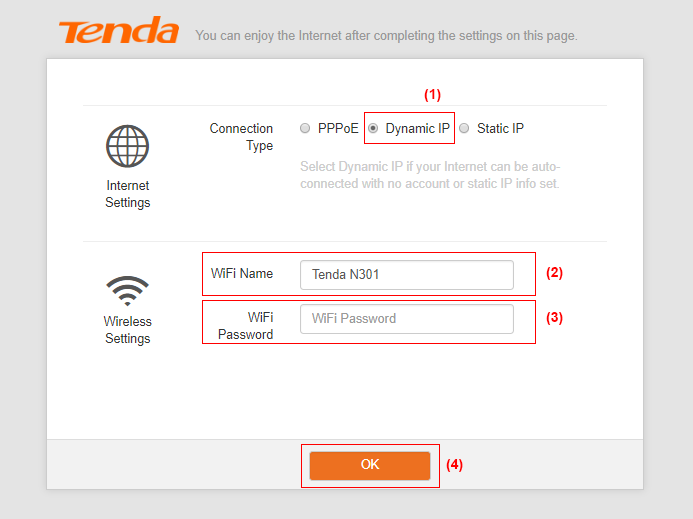 Tenda You can enjoy the Internet after completing the settings on this page.
(1)
Connection PPPoE Dynamic IP Static IP
Type
Select Dynamic IP if your Internet can be auto-
connected with no account or static IP info set.
Internet
Settings
WiFi Name Tenda N301 (2)
WiFi WiFi Password (3)
Password
Wireless
Settings
OK (4)